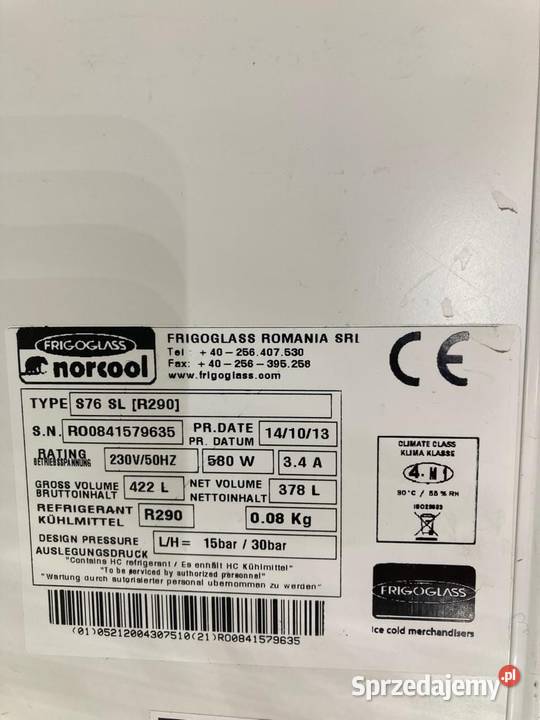 FRIGOGLASS
norcool
FRIGOGLASS ROMANIA SRL
Tel : + 40 - 256.407.530
Fax: + 40 - 256 - 395.258
www.frigoglass.com
CE
TYPE S76 SL [R290]
S.N. RO0841579635 PR.DATE PR. DATUM 14/10/13
RATING BETRIEBSSPANNUNG 230V/50HZ 580 W 3.4 A
GROSS VOLUME BRUTTOINHALT 422 L NET VOLUME NETTOINHALT 378 L
REFRIGERANT KÜHLMITTEL R290 0.08 Kg
DESIGN PRESSURE AUSLEGUNGSDRUCK L/H= 15bar / 30bar
"Contains HC refrigerant / Es enhält HC Kühlmittel"
"To be serviced by authorized personnel"
"Wartung durch autorisierter personal ubernommen zu werden"
(01)05212004307510(21)RO0841579635
CLIMATE CLASS
KLIMA KLASSE
4. M1
30°C / 55% RH
FRIGOGLASS
Ice cold merchandisers
Sprzedajemy.pl